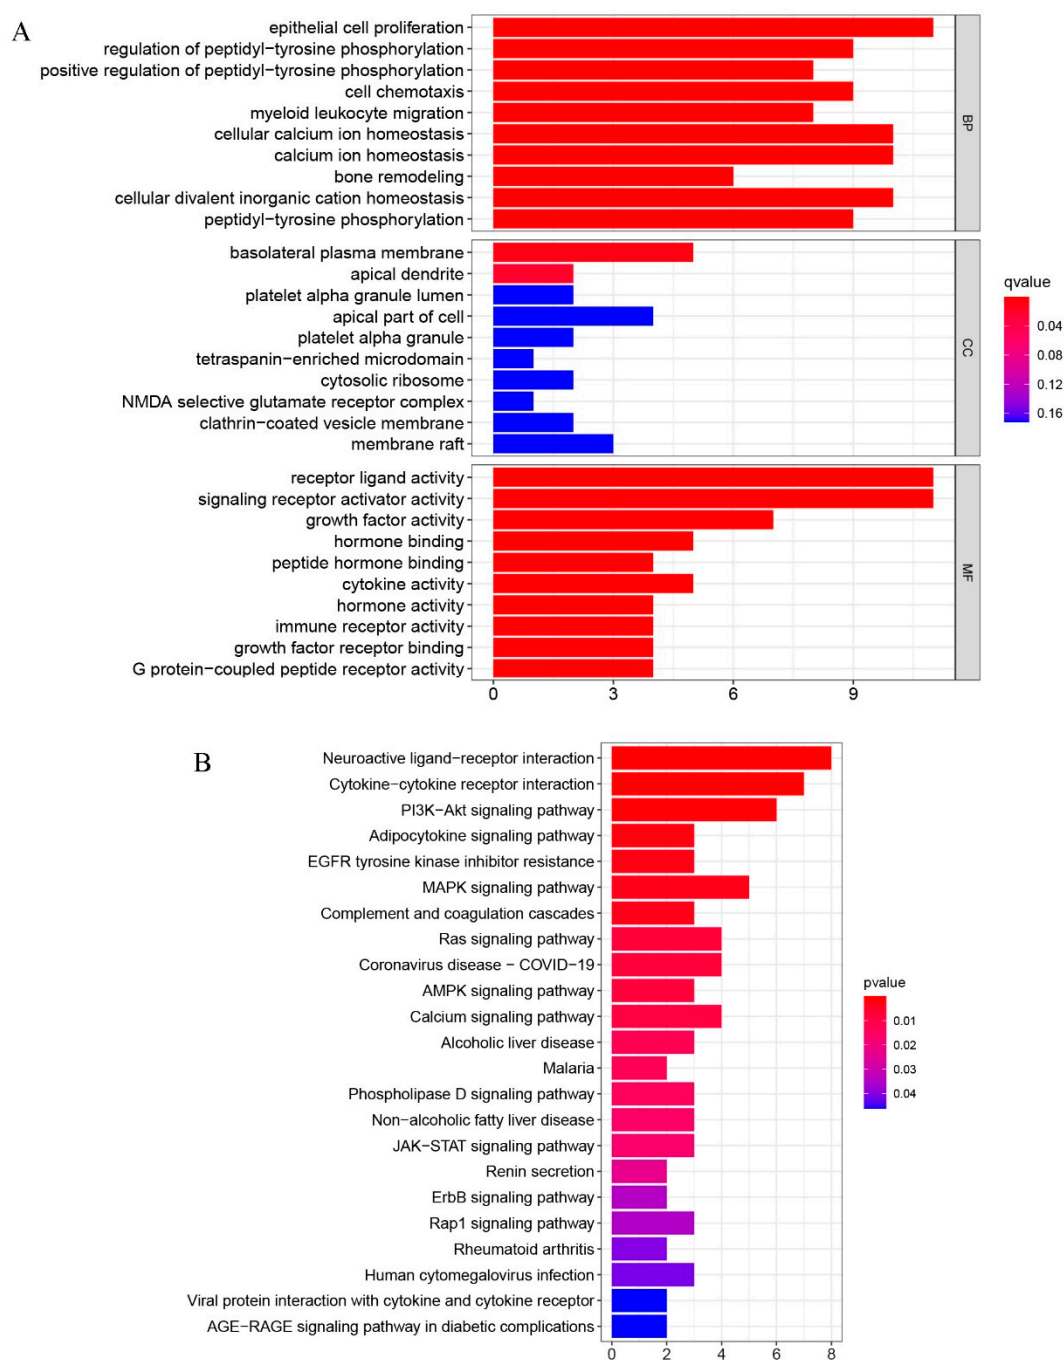 A
epithelial cell proliferation
regulation of peptidyl−tyrosine phosphorylation
positive regulation of peptidyl−tyrosine phosphorylation
cell chemotaxis
myeloid leukocyte migration
cellular calcium ion homeostasis
calcium ion homeostasis
bone remodeling
cellular divalent inorganic cation homeostasis
peptidyl−tyrosine phosphorylation
BP
basolateral plasma membrane
apical dendrite
platelet alpha granule lumen
apical part of cell
platelet alpha granule
tetraspanin−enriched microdomain
cytosolic ribosome
NMDA selective glutamate receptor complex
clathrin−coated vesicle membrane
membrane raft
CC
receptor ligand activity
signaling receptor activator activity
growth factor activity
hormone binding
peptide hormone binding
cytokine activity
hormone activity
immune receptor activity
growth factor receptor binding
G protein−coupled peptide receptor activity
MF
0 3 6 9
qvalue
0.04
0.08
0.12
0.16
B
Neuroactive ligand−receptor interaction
Cytokine−cytokine receptor interaction
PI3K−Akt signaling pathway
Adipocytokine signaling pathway
EGFR tyrosine kinase inhibitor resistance
MAPK signaling pathway
Complement and coagulation cascades
Ras signaling pathway
Coronavirus disease − COVID−19
AMPK signaling pathway
Calcium signaling pathway
Alcoholic liver disease
Malaria
Phospholipase D signaling pathway
Non−alcoholic fatty liver disease
JAK−STAT signaling pathway
Renin secretion
ErbB signaling pathway
Rap1 signaling pathway
Rheumatoid arthritis
Human cytomegalovirus infection
Viral protein interaction with cytokine and cytokine receptor
AGE−RAGE signaling pathway in diabetic complications
0 2 4 6 8
pvalue
0.01
0.02
0.03
0.04